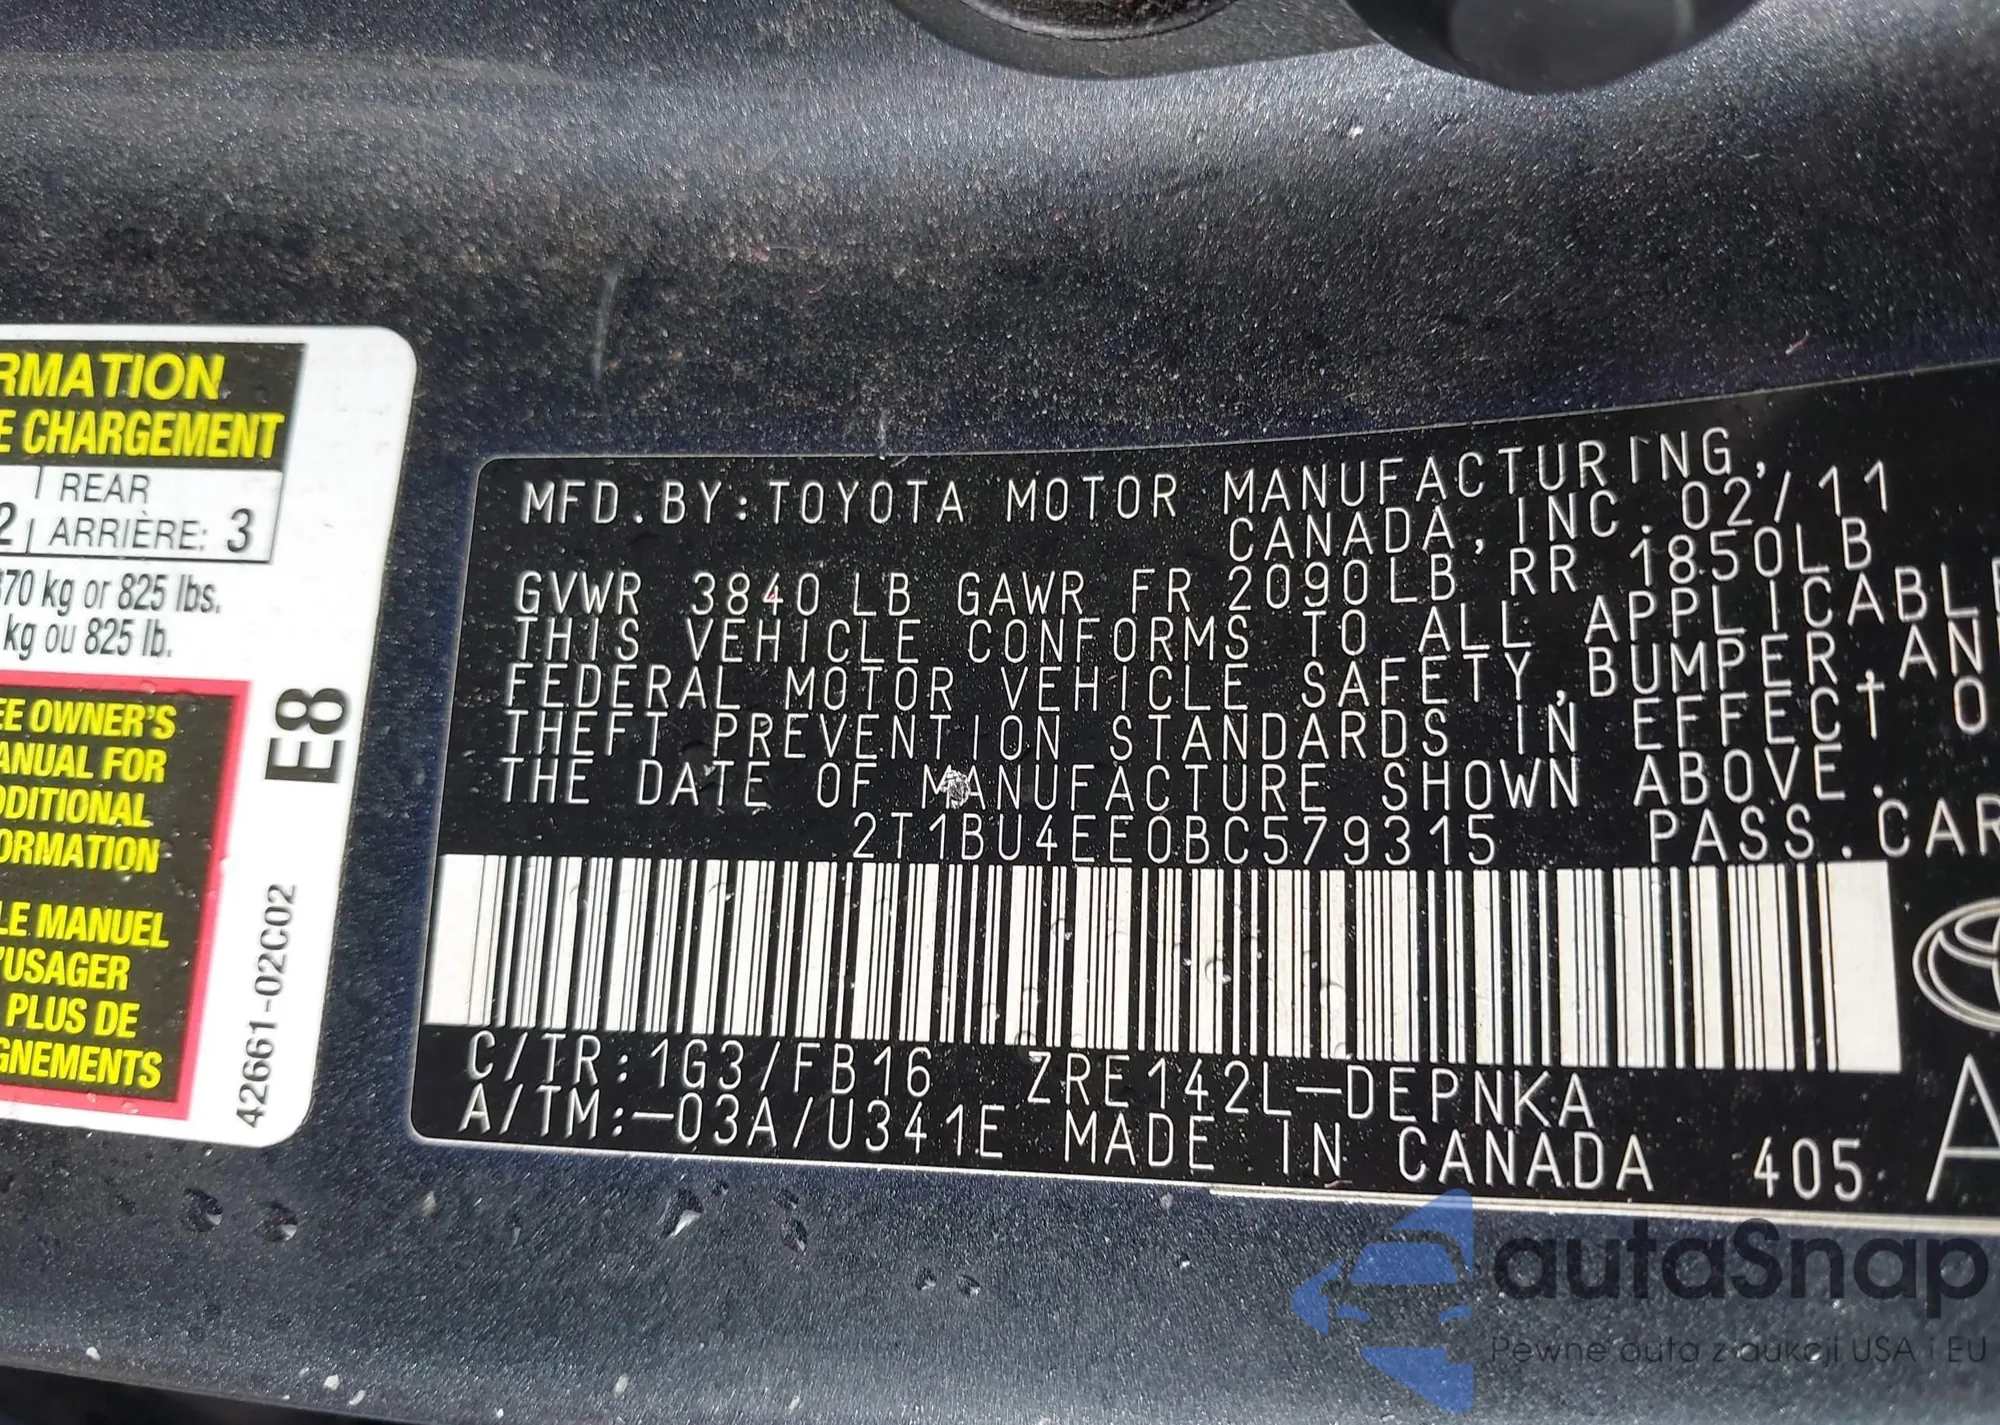 RMATION
E CHARGEMENT
REAR
2 ARRIÈRE: 3
370 kg or 825 lbs.
kg ou 825 lb.
EE OWNER'S
ANUAL FOR
DDITIONAL
ORMATION
LE MANUEL
'USAGER
PLUS DE
GNEMENTS
E8
42661-02C02
MFD.BY:TOYOTA MOTOR MANUFACTURING,
CANADA,INC.02/11
GVWR 3840LB GAWR FR 2090LB RR 1850LB
THIS VEHICLE CONFORMS TO ALL APPLICABLE
FEDERAL MOTOR VEHICLE SAFETY,BUMPER,AN
THEFT PREVENTION STANDARDS IN EFFECT O
THE DATE OF MANUFACTURE SHOWN ABOVE.
2T1BU4EE0BC579315 PASS.CAR
C/TR:1G3/FB16 ZRE142L-DEPNKA
A/TM:-03A/U341E MADE IN CANADA 405
A
autaSnap
Pewne auta z aukcji USA i EU